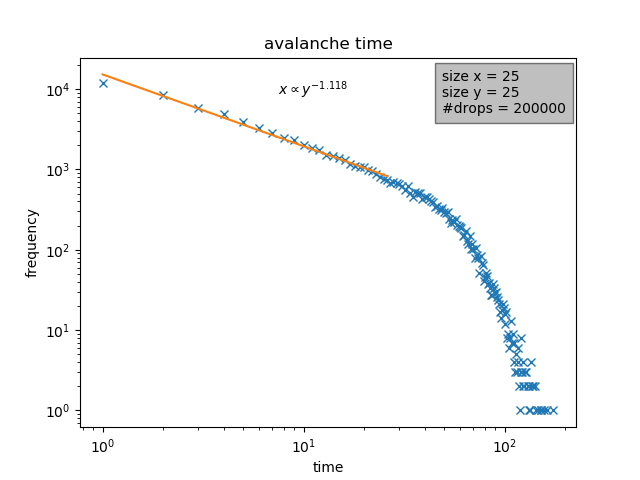 avalanche time
size x = 25
size y = 25
#drops = 200000
x ∝ y^{-1.118}
frequency
10^4
10^3
10^2
10^1
10^0
10^0 10^1 10^2
time